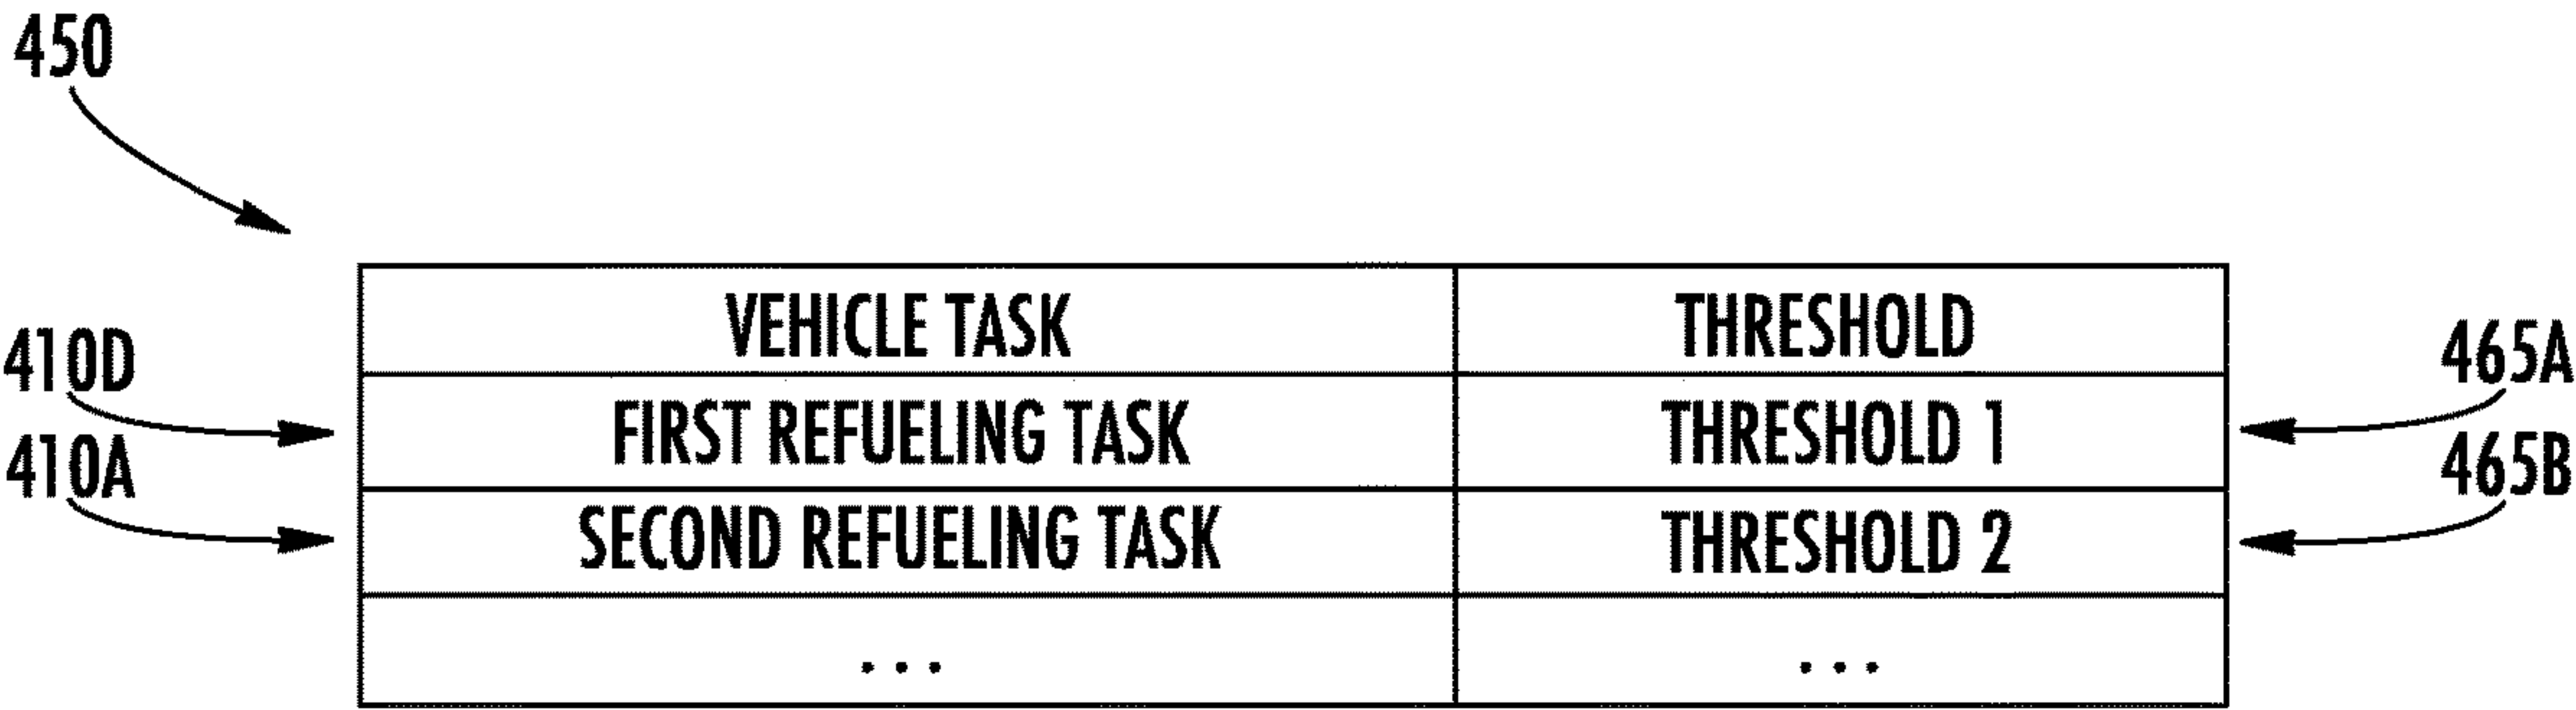 450
VEHICLE TASK THRESHOLD
410D FIRST REFUELING TASK THRESHOLD 1 465A
410A SECOND REFUELING TASK THRESHOLD 2 465B
... ...